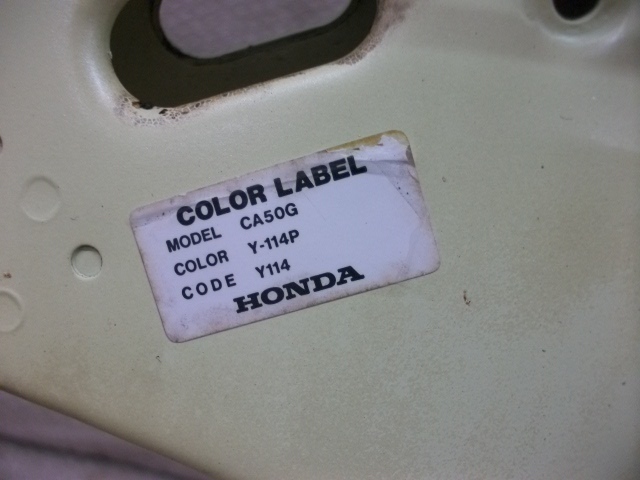 COLOR LABEL
MODEL CA50G
COLOR Y-114P
CODE Y114
HONDA